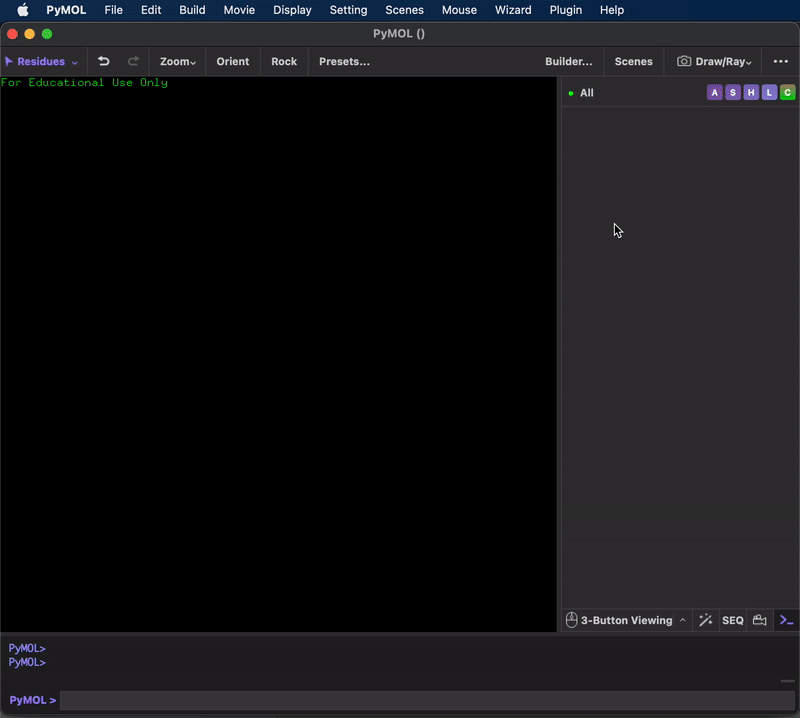 PyMOL File Edit Build Movie Display Setting Scenes Mouse Wizard Plugin Help
PyMOL ()
Residues Zoom Orient Rock Presets... Builder... Scenes Draw/Ray
For Educational Use Only
All A S H L C
3-Button Viewing SEQ
PyMOL>
PyMOL>
PyMOL >